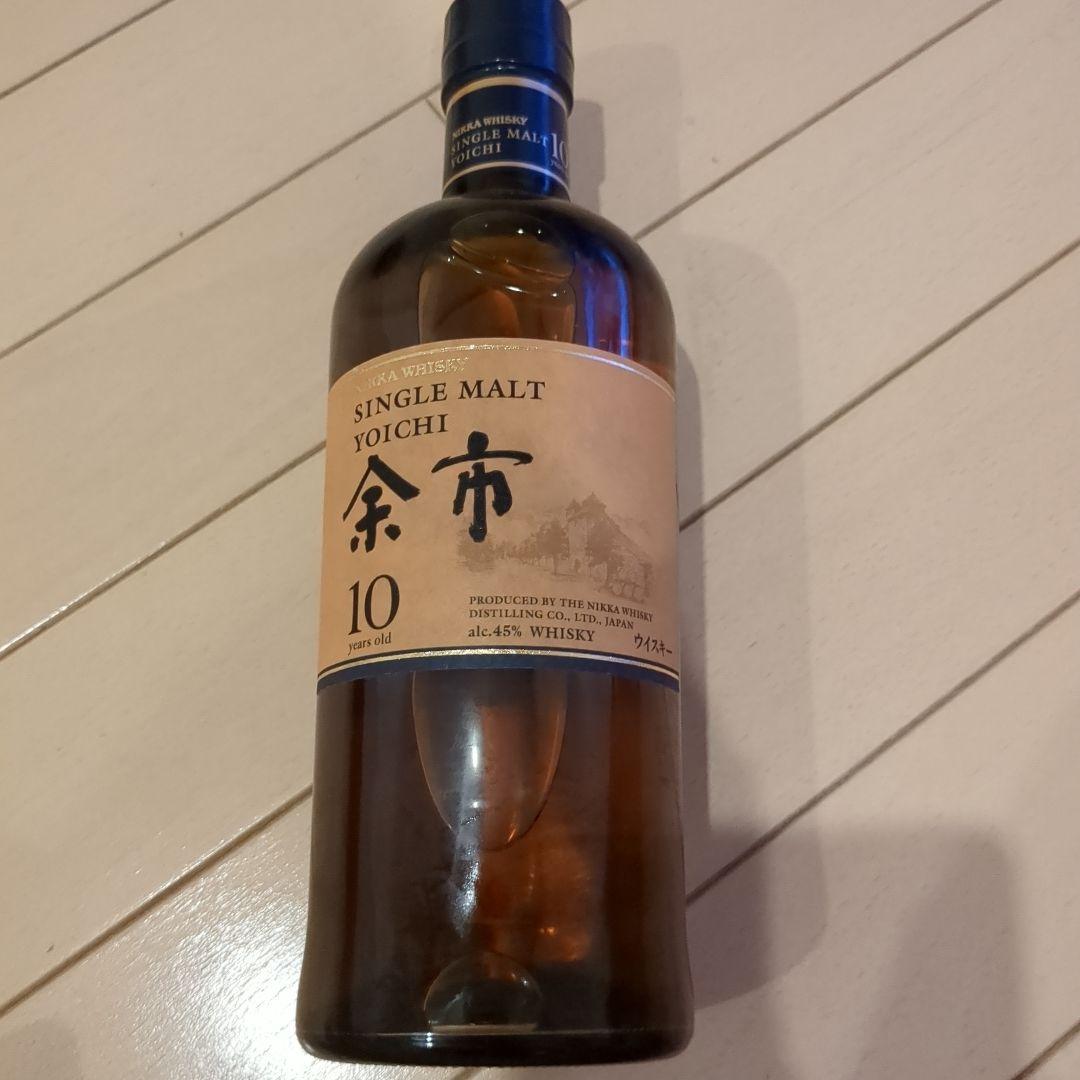 NIKKA WHISKY
SINGLE MALT
YOICHI
10
NIKKA WHISKY
SINGLE MALT
YOICHI
余市
10
years old
PRODUCED BY THE NIKKA WHISKY
DISTILLING CO., LTD., JAPAN
alc.45% WHISKY
ウイスキー